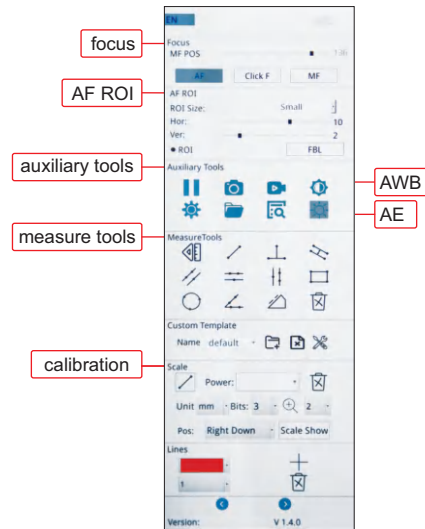 EN
focus
Focus
MF POS
136
AF
Click F
MF
AF ROI
AF ROI
ROI Size:
Small
Hor:
10
Ver:
2
ROI
FBL
auxiliary tools
Auxiliary Tools
AWB
AE
measure tools
MeasureTools
Custom Template
Name default
calibration
Scale
Power:
Unit mm Bits: 3 2
Pos: Right Down Scale Show
Lines
1
Version: V 1.4.0